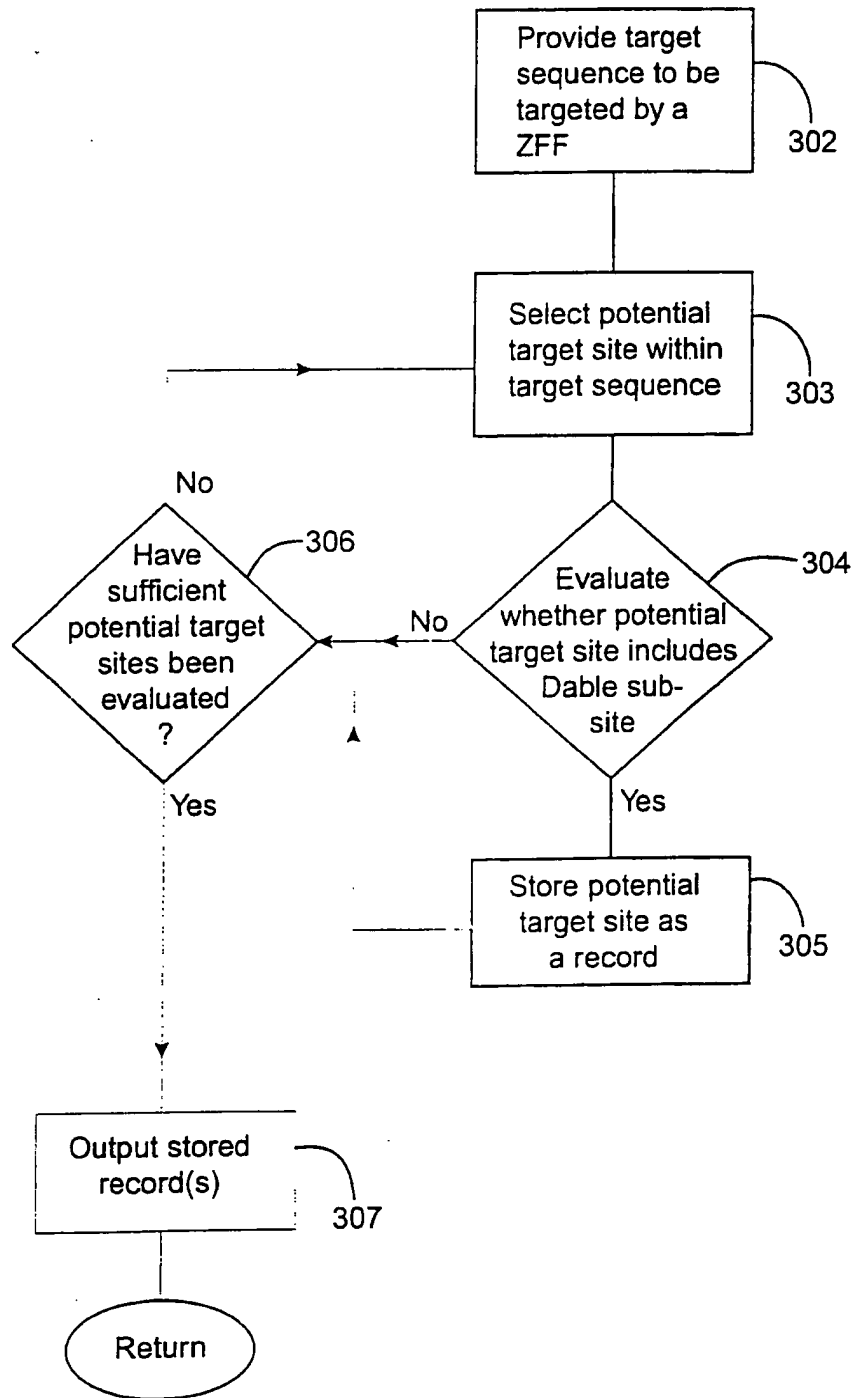 Provide target
sequence to be
targeted by a
ZFF
302
Select potential
target site within
target sequence
303
No
Have
sufficient
potential target
sites been
evaluated
?
306
No
Evaluate
whether potential
target site includes
Dable sub-
site
304
Yes
Yes
Store potential
target site as
a record
305
Output stored
record(s)
307
Return